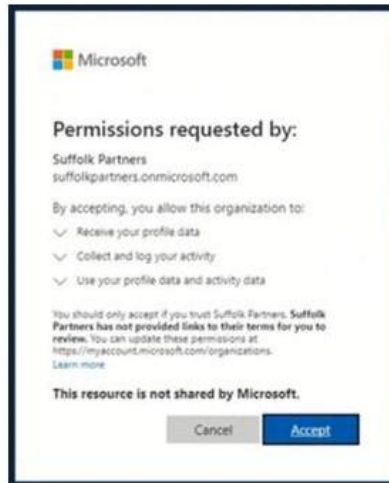 Microsoft
Permissions requested by:
Suffolk Partners
suffolkpartners.onmicrosoft.com
By accepting, you allow this organization to:
Receive your profile data
Collect and log your activity
Use your profile data and activity data
You should only accept if you trust Suffolk Partners. Suffolk
Partners has not provided links to their terms for you to
review. You can update these permissions at
https://myaccount.microsoft.com/organizations.
Learn more
This resource is not shared by Microsoft.
Cancel
Accept